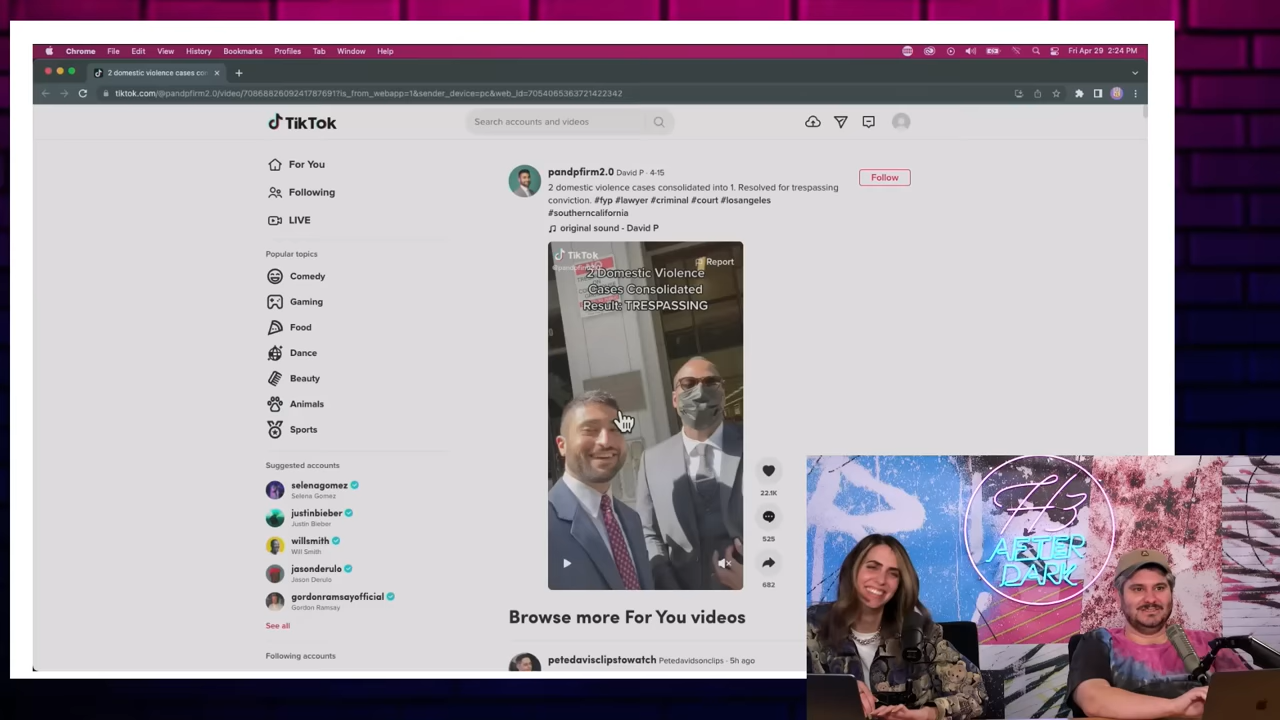 Chrome File Edit View History Bookmarks Profiles Tab Window Help
Fri Apr 29 2:24 PM
2 domestic violence cases con
tiktok.com/@pandpfirm2.0/video/7086882609241787691?is_from_webapp=1&sender_device=pc&web_id=7054065363721422342
TikTok
Search accounts and videos
For You
Following
LIVE
Popular topics
Comedy
Gaming
Food
Dance
Beauty
Animals
Sports
Suggested accounts
selenagomez
Selena Gomez
justinbieber
Justin Bieber
willsmith
Will Smith
jasonderulo
Jason Derulo
gordonramsayofficial
Gordon Ramsay
See all
Following accounts
pandpfirm2.0 David P · 4-15
Follow
2 domestic violence cases consolidated into 1. Resolved for trespassing
conviction. #fyp #lawyer #criminal #court #losangeles
#southerncalifornia
original sound - David P
TikTok
Report
2 Domestic Violence
Cases Consolidated
Result: TRESPASSING
22.1K
525
682
Browse more For You videos
petedavisclipstowatch Petedavidsonclips · 5h ago
H3
AFTER
DARK